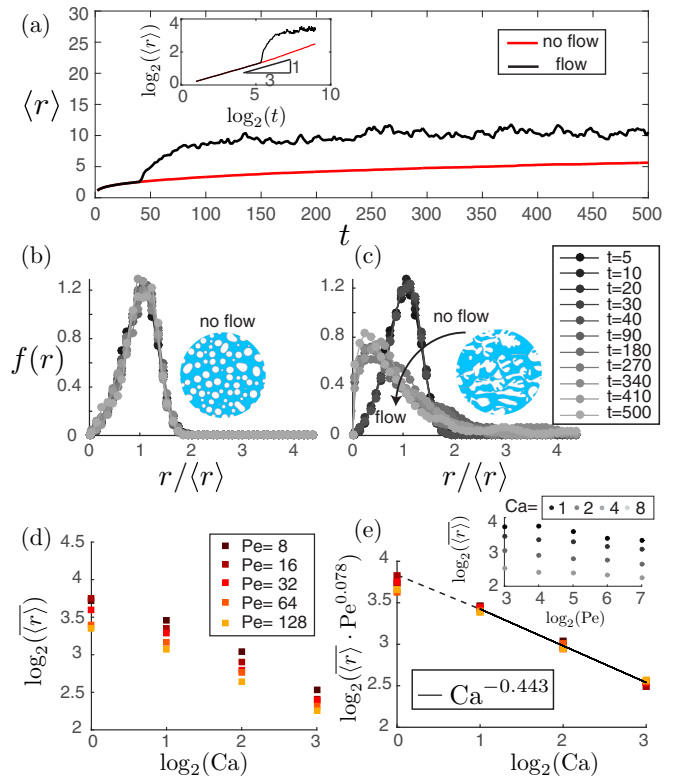 (a)
30
25
20
15
10
5
0
⟨r⟩
0 50 100 150 200 250 300 350 400 450 500
t
no flow
flow
log₂(⟨r⟩)
4
2
0
0 5 10
log₂(t)
1
3
(b)
1.2
0.8
0.4
0
f(r)
0 1 2 3 4
r/⟨r⟩
no flow
(c)
1.2
0.8
0.4
0
0 1 2 3 4
r/⟨r⟩
no flow
flow
t=5
t=10
t=20
t=30
t=40
t=90
t=180
t=270
t=340
t=410
t=500
(d)
4.5
4
3.5
3
2.5
2
log₂(\overline{⟨r⟩})
0 1 2 3
log₂(Ca)
Pe= 8
Pe= 16
Pe= 32
Pe= 64
Pe= 128
(e)
4.5
4
3.5
3
2.5
2
log₂(\overline{⟨r⟩} · Pe^{0.078})
0 1 2 3
log₂(Ca)
Ca^{−0.443}
Ca= 1 2 4 8
log₂(\overline{⟨r⟩})
4
3
2
3 4 5 6 7
log₂(Pe)